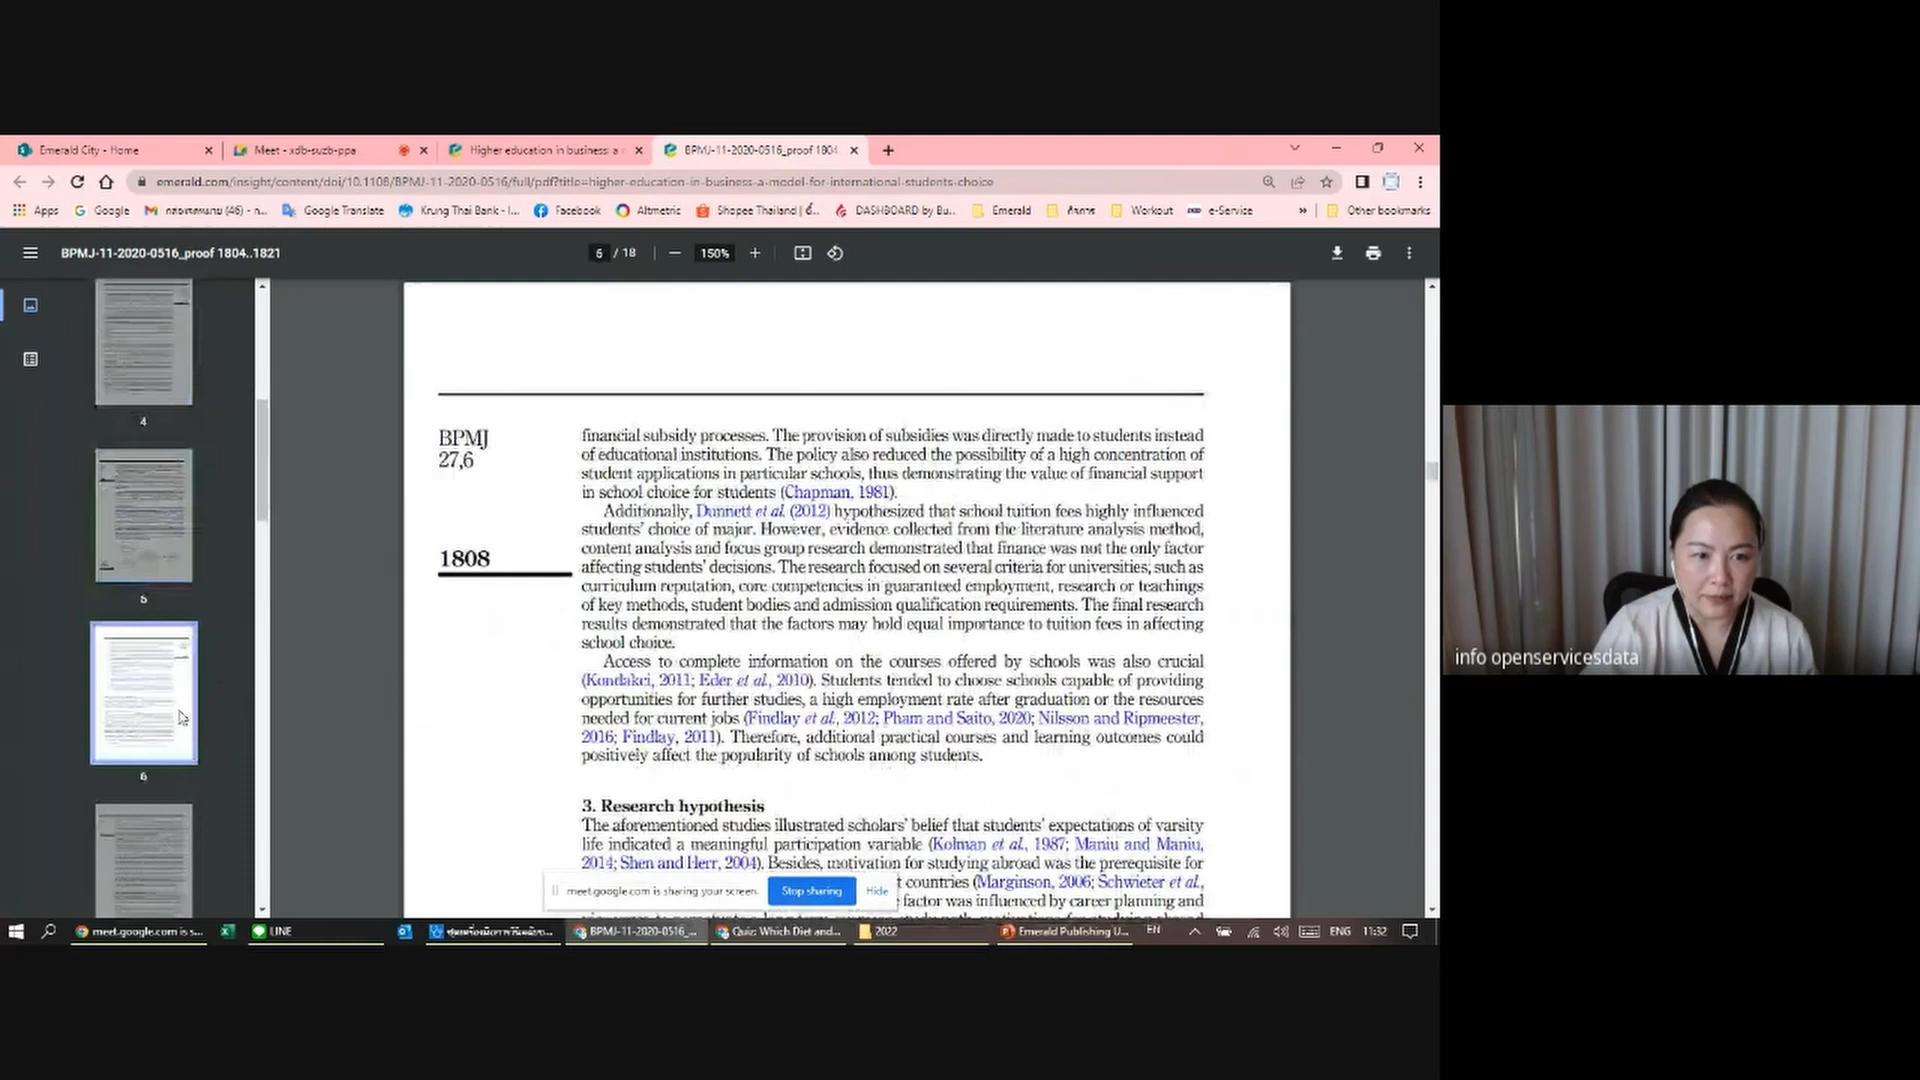 Emerald City - Home
Meet - xdb-suzb-ppa
Higher education in business: a
BPMJ-11-2020-0516_proof 1804
emerald.com/insight/content/doi/10.1108/BPMJ-11-2020-0516/full/pdf?title=higher-education-in-business-a-model-for-international-students-choice
Apps
Google
Google Translate
Krung Thai Bank - I...
Facebook
Altmetric
Shopee Thailand |
DASHBOARD by Bu...
Emerald
Workout
e-Service
»
Other bookmarks
BPMJ-11-2020-0516_proof 1804..1821
/ 18
150%
4
5
6
BPMJ
27,6
1808
financial subsidy processes. The provision of subsidies was directly made to students instead
of educational institutions. The policy also reduced the possibility of a high concentration of
student applications in particular schools, thus demonstrating the value of financial support
in school choice for students (Chapman, 1981).
Additionally, Dunnett et al. (2012) hypothesized that school tuition fees highly influenced
students' choice of major. However, evidence collected from the literature analysis method,
content analysis and focus group research demonstrated that finance was not the only factor
affecting students' decisions. The research focused on several criteria for universities, such as
curriculum reputation, core competencies in guaranteed employment, research or teachings
of key methods, student bodies and admission qualification requirements. The final research
results demonstrated that the factors may hold equal importance to tuition fees in affecting
school choice.
Access to complete information on the courses offered by schools was also crucial
(Kondakci, 2011; Eder et al., 2010). Students tended to choose schools capable of providing
opportunities for further studies, a high employment rate after graduation or the resources
needed for current jobs (Findlay et al., 2012; Pham and Saito, 2020; Nilsson and Ripmeester,
2016; Findlay, 2011). Therefore, additional practical courses and learning outcomes could
positively affect the popularity of schools among students.
3. Research hypothesis
The aforementioned studies illustrated scholars' belief that students' expectations of varsity
life indicated a meaningful participation variable (Kolman et al., 1987; Maniu and Maniu,
2014; Shen and Herr, 2004). Besides, motivation for studying abroad was the prerequisite for
t countries (Marginson, 2006; Schwieter et al.,
factor was influenced by career planning and
meet.google.com is sharing your screen.
Stop sharing
Hide
info openservicesdata
meet.google.com is s...
LINE
BPMJ-11-2020-0516_...
Quiz: Which Diet and...
2022
Emerald Publishing U...
EN
ENG
11:32